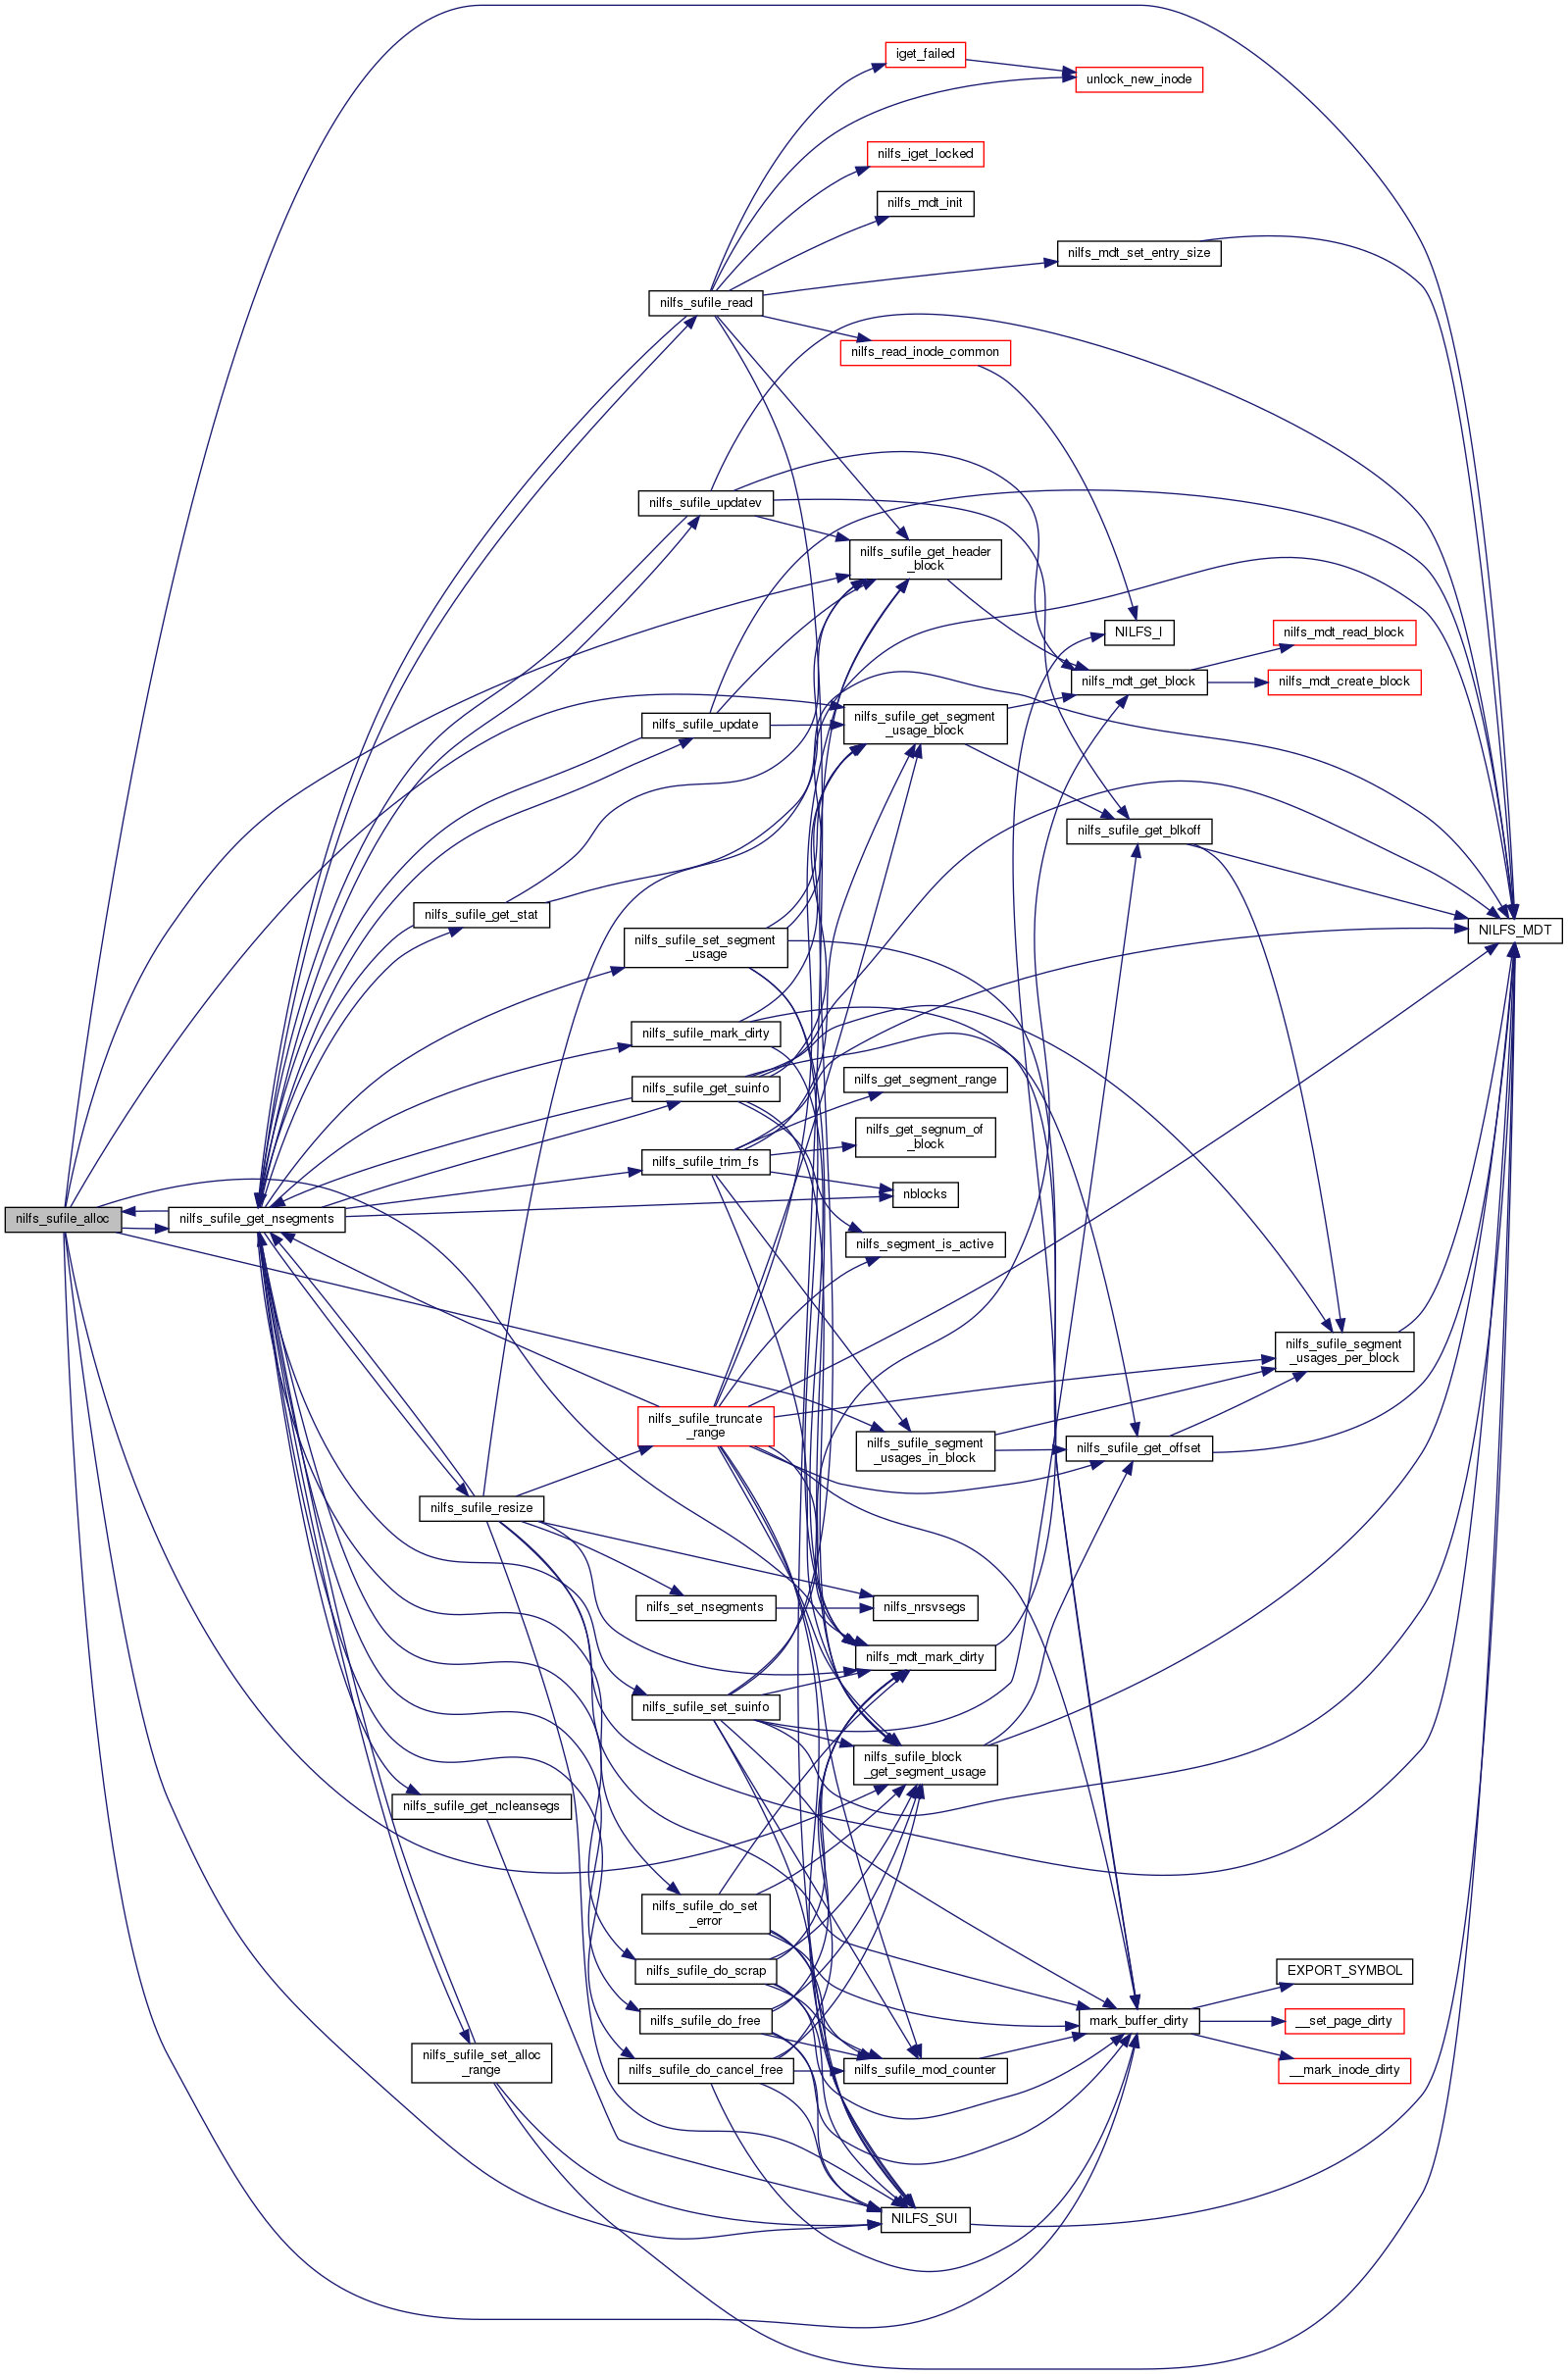 iget_failed
unlock_new_inode
nilfs_iget_locked
nilfs_mdt_init
nilfs_mdt_set_entry_size
nilfs_sufile_read
nilfs_read_inode_common
nilfs_sufile_updatev
nilfs_sufile_get_header
_block
NILFS_I
nilfs_mdt_read_block
nilfs_mdt_get_block
nilfs_mdt_create_block
nilfs_sufile_update
nilfs_sufile_get_segment
_usage_block
nilfs_sufile_get_blkoff
nilfs_sufile_get_stat
NILFS_MDT
nilfs_sufile_set_segment
_usage
nilfs_sufile_mark_dirty
nilfs_sufile_get_suinfo
nilfs_get_segment_range
nilfs_get_segnum_of
_block
nilfs_sufile_trim_fs
nblocks
nilfs_sufile_alloc
nilfs_sufile_get_nsegments
nilfs_segment_is_active
nilfs_sufile_segment
_usages_per_block
nilfs_sufile_truncate
_range
nilfs_sufile_segment
_usages_in_block
nilfs_sufile_get_offset
nilfs_sufile_resize
nilfs_set_nsegments
nilfs_nrsvsegs
nilfs_mdt_mark_dirty
nilfs_sufile_set_suinfo
nilfs_sufile_block
_get_segment_usage
nilfs_sufile_get_ncleansegs
nilfs_sufile_do_set
_error
nilfs_sufile_do_scrap
EXPORT_SYMBOL
nilfs_sufile_do_free
mark_buffer_dirty
__set_page_dirty
nilfs_sufile_set_alloc
_range
nilfs_sufile_do_cancel_free
nilfs_sufile_mod_counter
__mark_inode_dirty
NILFS_SUI